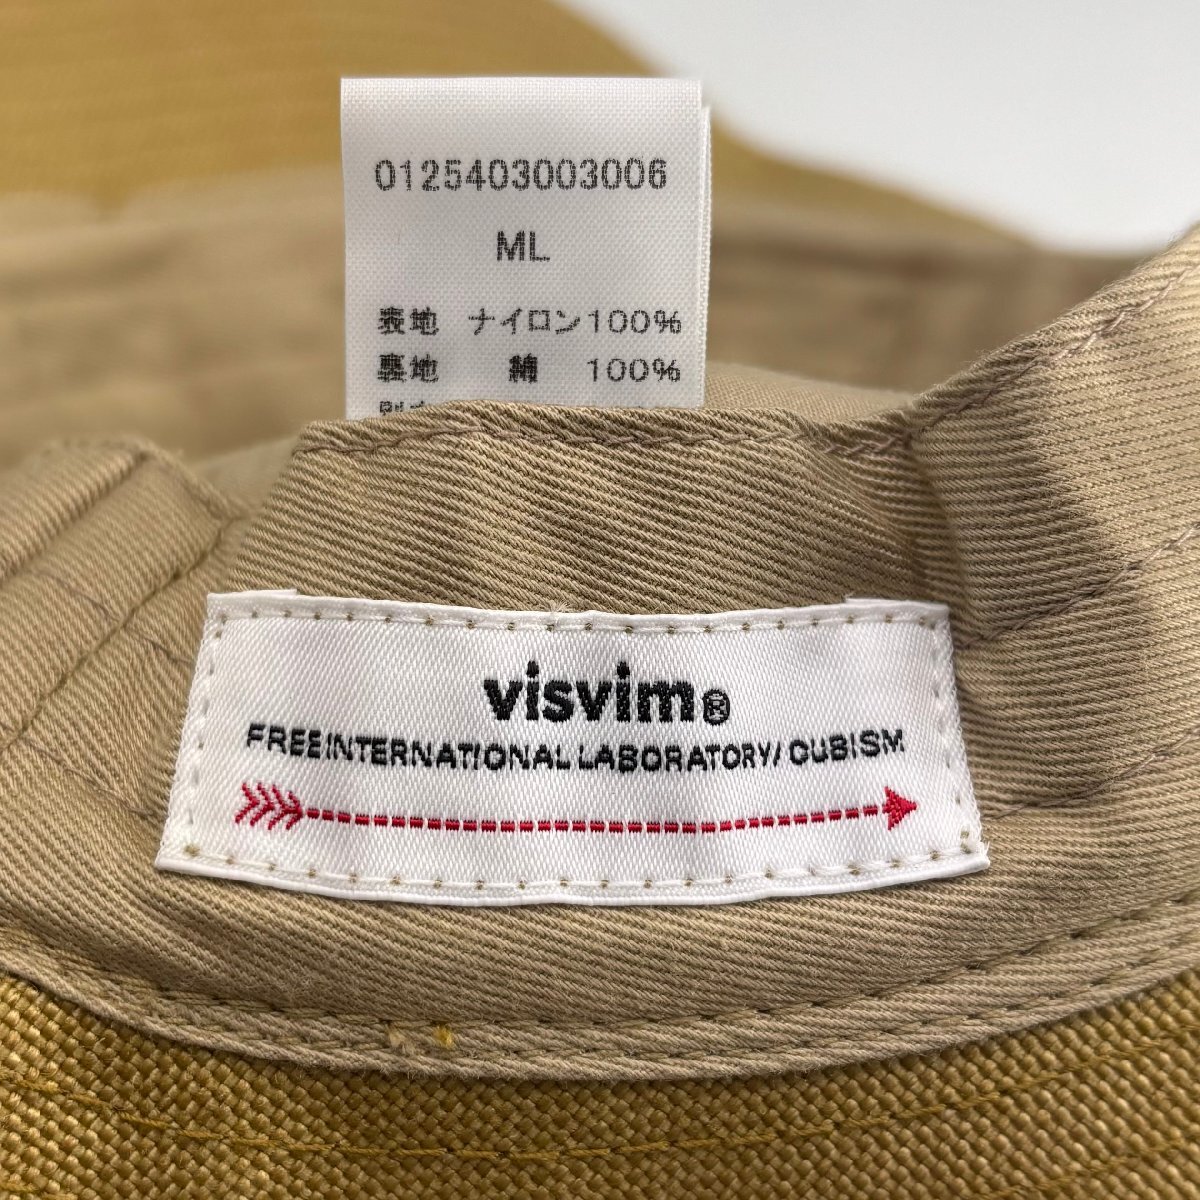 0125403003006
ML
表地 ナイロン100%
裏地 綿 100%
visvim®
FREE INTERNATIONAL LABORATORY/ CUBISM